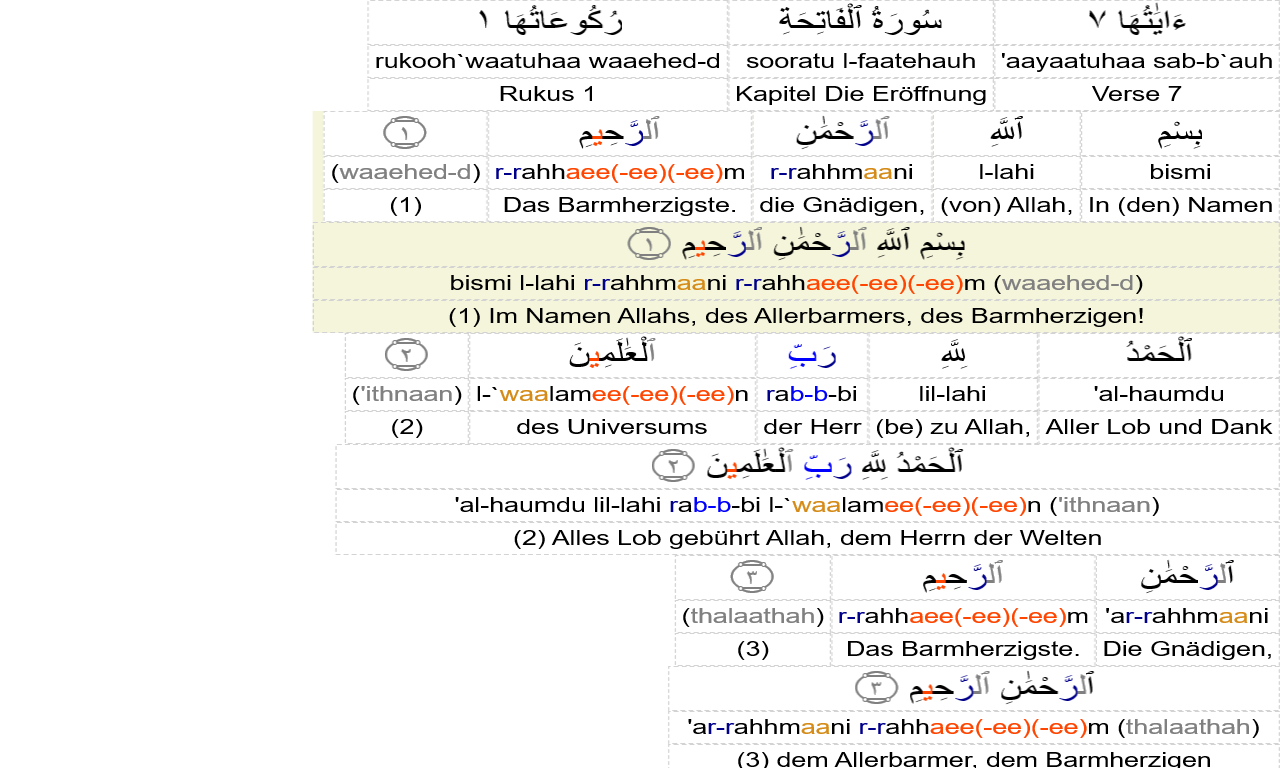 ءَايَٰتُهَا ٧ سُورَةُ ٱلْفَاتِحَةِ رُكُوعَاتُهَا ١
'aayaatuhaa sab-b`auh sooratu l-faatehauh rukooh`waatuhaa waaehed-d
Verse 7 Kapitel Die Eröffnung Rukus 1
بِسْمِ ٱللَّهِ ٱلرَّحْمَٰنِ ٱلرَّحِيمِ ١
bismi l-lahi r-rahhmaani r-rahhaee(-ee)(-ee)m (waaehed-d)
In (den) Namen (von) Allah, die Gnädigen, Das Barmherzigste. (1)
بِسْمِ ٱللَّهِ ٱلرَّحْمَٰنِ ٱلرَّحِيمِ ١
bismi l-lahi r-rahhmaani r-rahhaee(-ee)(-ee)m (waaehed-d)
(1) Im Namen Allahs, des Allerbarmers, des Barmherzigen!
ٱلْحَمْدُ لِلَّهِ رَبِّ ٱلْعَٰلَمِينَ ٢
'al-haumdu lil-lahi rab-b-bi l-`waalamee(-ee)(-ee)n ('ithnaan)
Aller Lob und Dank (be) zu Allah, der Herr des Universums (2)
ٱلْحَمْدُ لِلَّهِ رَبِّ ٱلْعَٰلَمِينَ ٢
'al-haumdu lil-lahi rab-b-bi l-`waalamee(-ee)(-ee)n ('ithnaan)
(2) Alles Lob gebührt Allah, dem Herrn der Welten
ٱلرَّحْمَٰنِ ٱلرَّحِيمِ ٣
'ar-rahhmaani r-rahhaee(-ee)(-ee)m (thalaathah)
Die Gnädigen, Das Barmherzigste. (3)
ٱلرَّحْمَٰنِ ٱلرَّحِيمِ ٣
'ar-rahhmaani r-rahhaee(-ee)(-ee)m (thalaathah)
(3) dem Allerbarmer, dem Barmherzigen